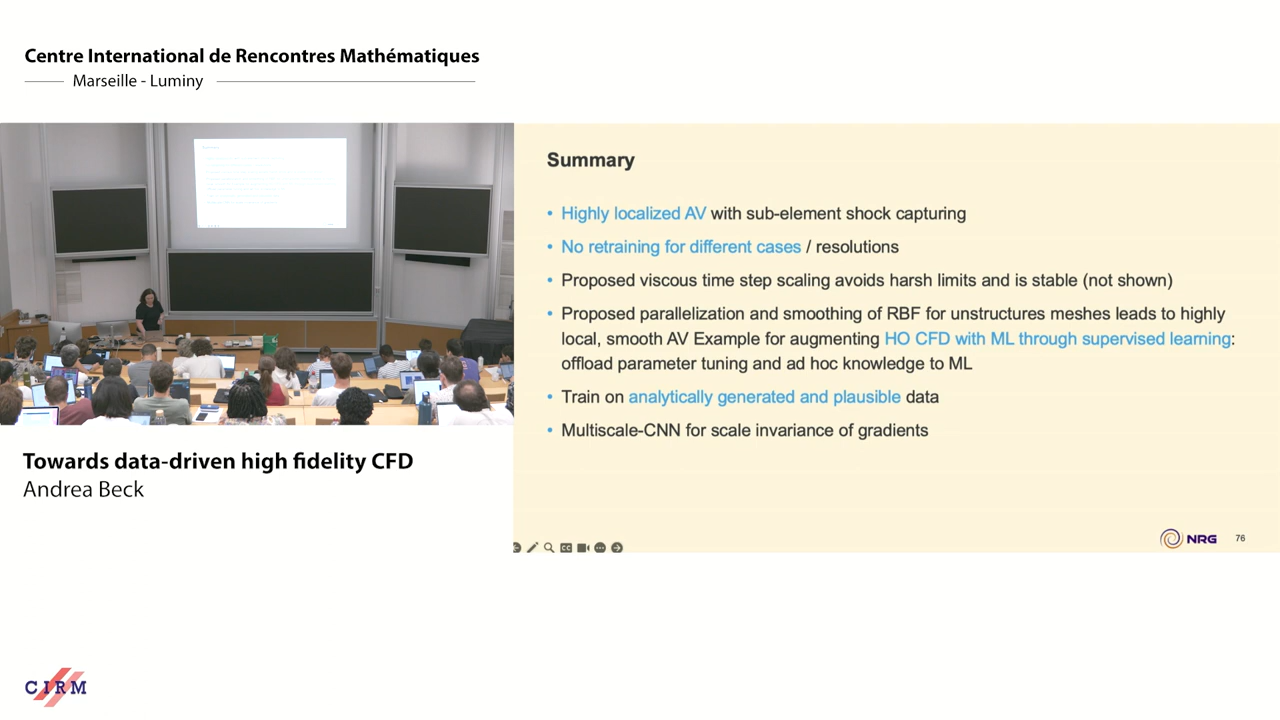 Centre International de Rencontres Mathématiques
Marseille - Luminy
Summary
• Highly localized AV with sub-element shock capturing
• No retraining for different cases / resolutions
• Proposed viscous time step scaling avoids harsh limits and is stable (not shown)
• Proposed parallelization and smoothing of RBF for unstructures meshes leads to highly
local, smooth AV Example for augmenting HO CFD with ML through supervised learning:
offload parameter tuning and ad hoc knowledge to ML
• Train on analytically generated and plausible data
• Multiscale-CNN for scale invariance of gradients
NRG 76
Towards data-driven high fidelity CFD
Andrea Beck
CIRM